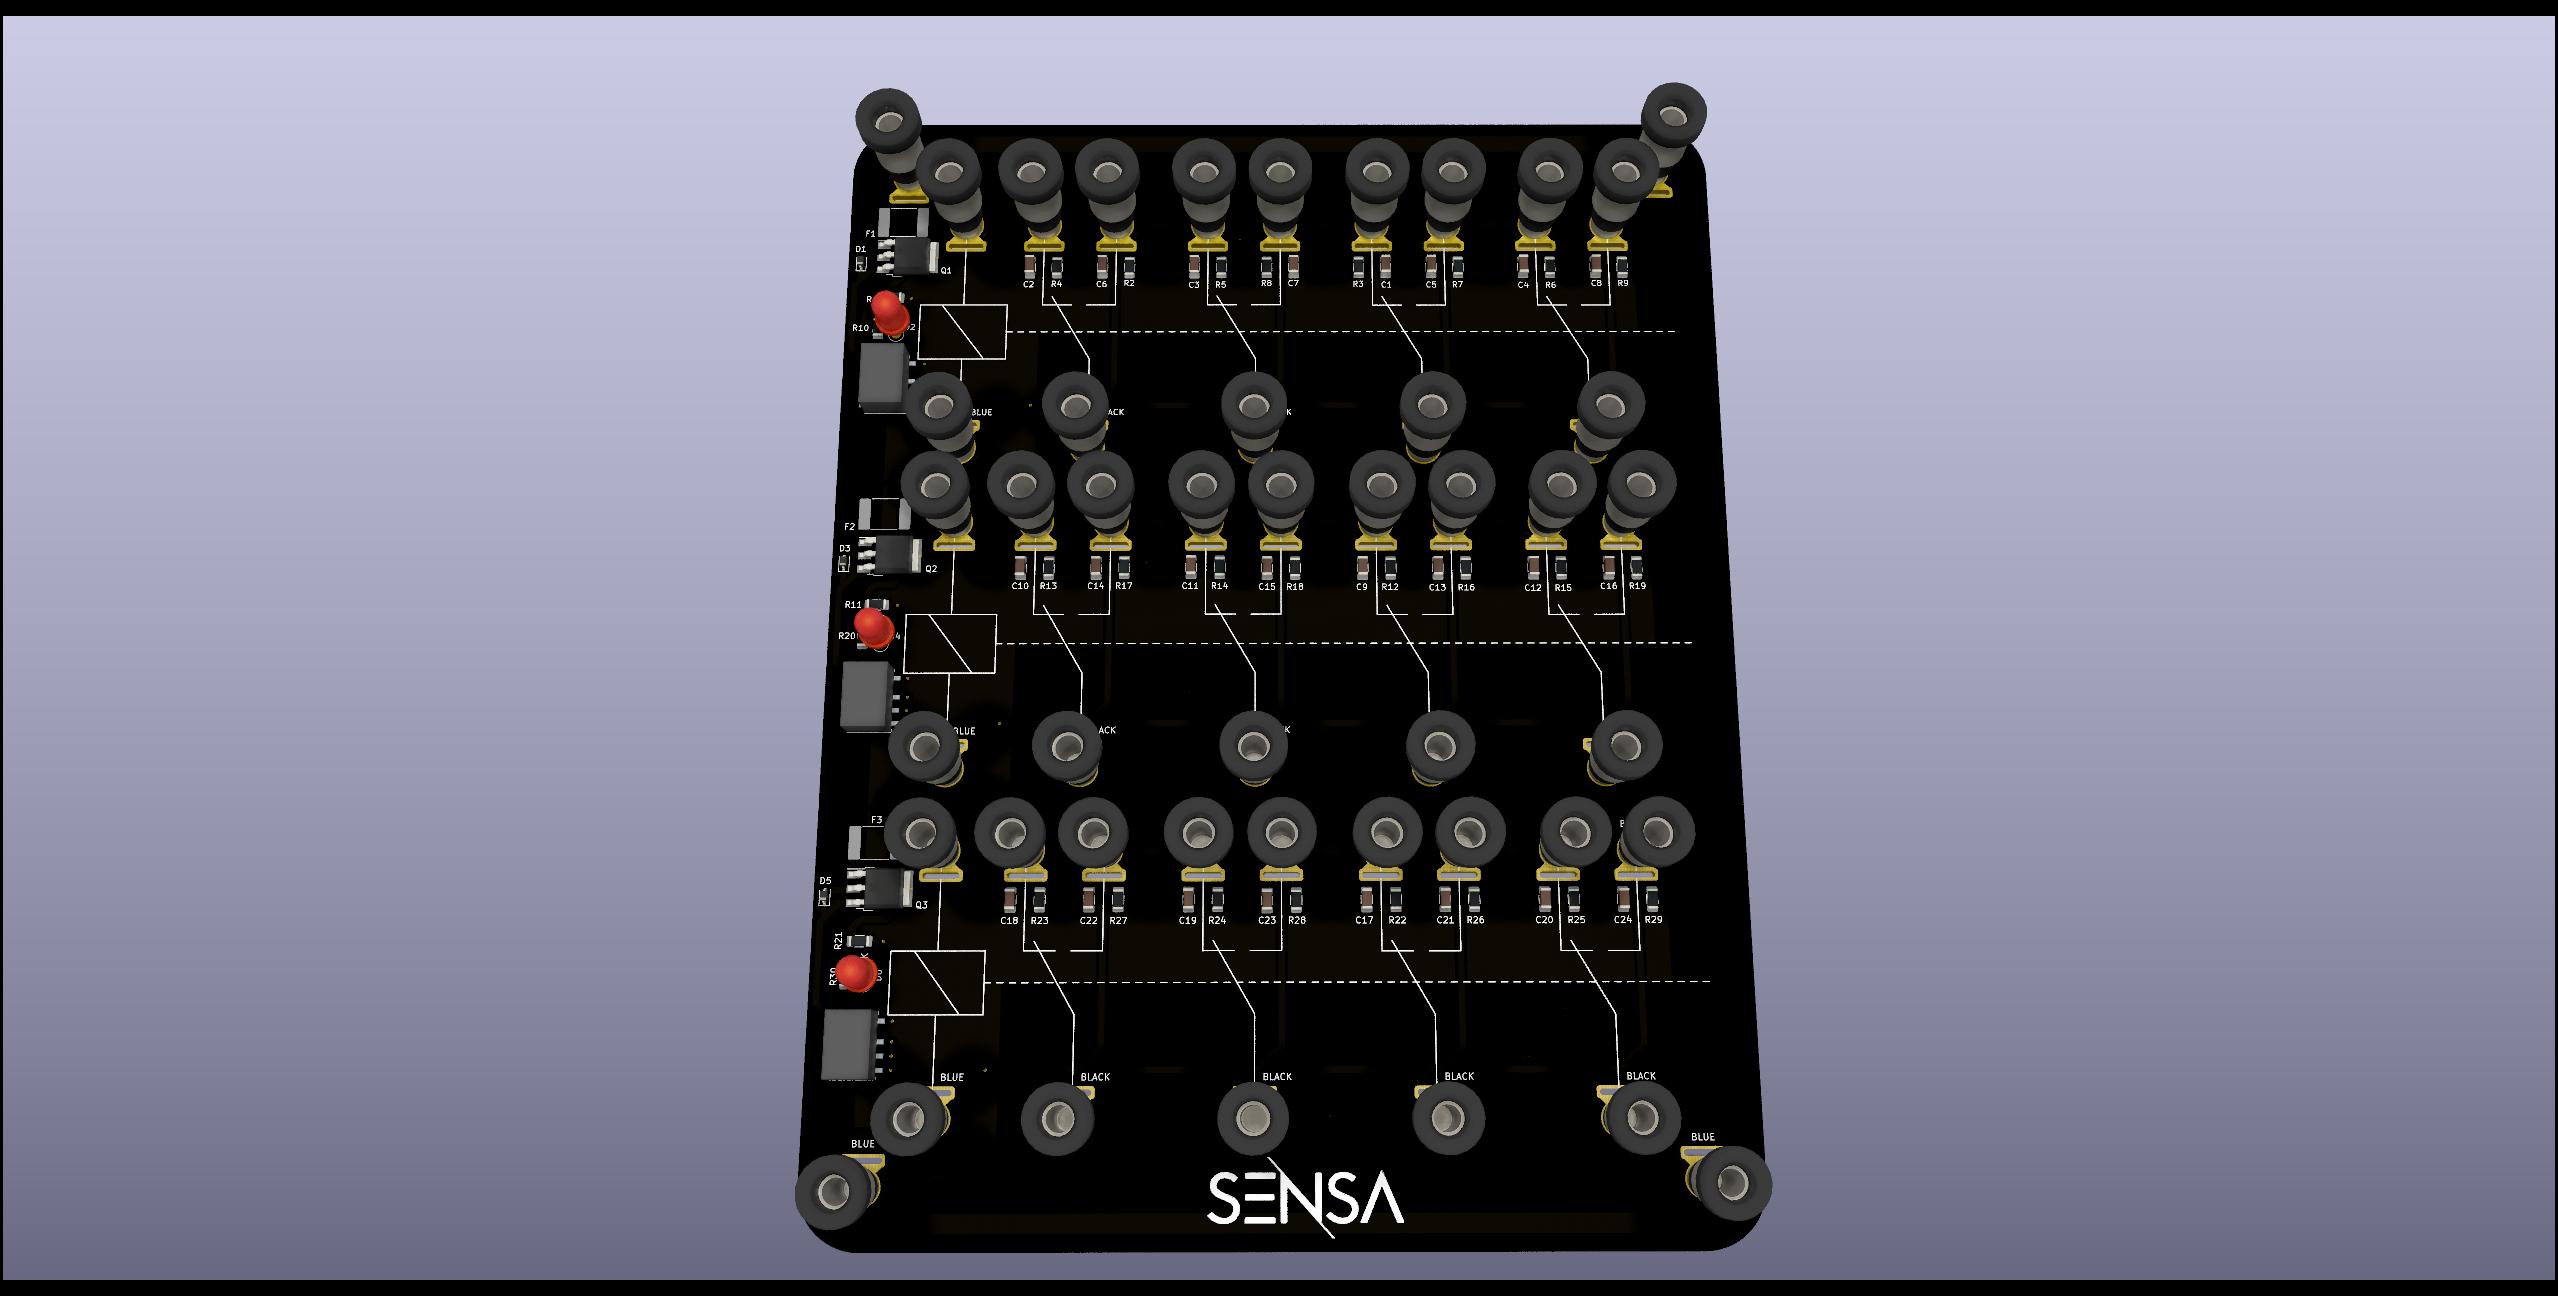 F1
D1
Q1
C2 R4 C6 R2 C3 R5 R8 C7 R3 C1 C5 R7 C4 R6 C8 R9
R10
BLUE
F2
D3
Q2
C10 R13 C14 R17 C11 R14 C15 R18 C9 R12 C13 R16 C12 R15 C16 R19
R11
R20
BLUE
F3
D5
Q3
C18 R23 C22 R27 C19 R24 C23 R28 C17 R22 C21 R26 C20 R25 C24 R29
R21
BLUE BLACK BLACK BLACK BLACK
BLUE BLUE
SENSA